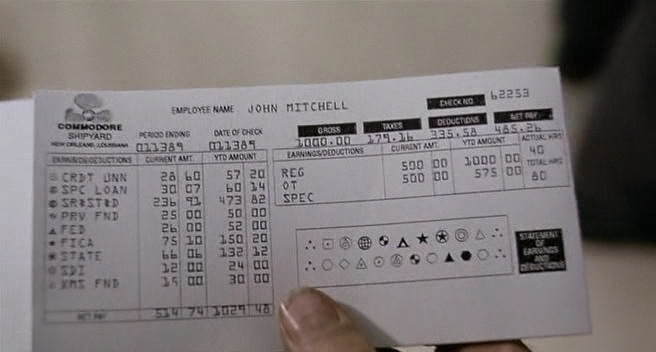 EMPLOYEE NAME JOHN MITCHELL
CHECK NO. 62253
COMMODORE
SHIPYARD
NEW ORLEANS, LOUISIANA
PERIOD ENDING DATE OF CHECK GROSS TAXES DEDUCTIONS NET PAY
011389 011389 1000.00 179.16 335.58 485.26
EARNINGS/DEDUCTIONS CURRENT AMT. YTD AMOUNT
CRDT UNN 28 60 57 20
SPC LOAN 30 07 60 14
236 91 473 82
PRV FND 25 00 50 00
FED 26 00 52 00
FICA 75 10 150 20
STATE 66 06 132 12
SDI 12 00 24 00
XMS FND 15 00 30 00
NET PAY 514 74 1029 48
EARNINGS/DEDUCTIONS CURRENT AMT. YTD AMOUNT ACTUAL HRS
REG 500 00 1000 00 40
OT 500 00 575 00 TOTAL HRS
SPEC 80
STATEMENT
OF
EARNINGS
AND
DEDUCTIONS